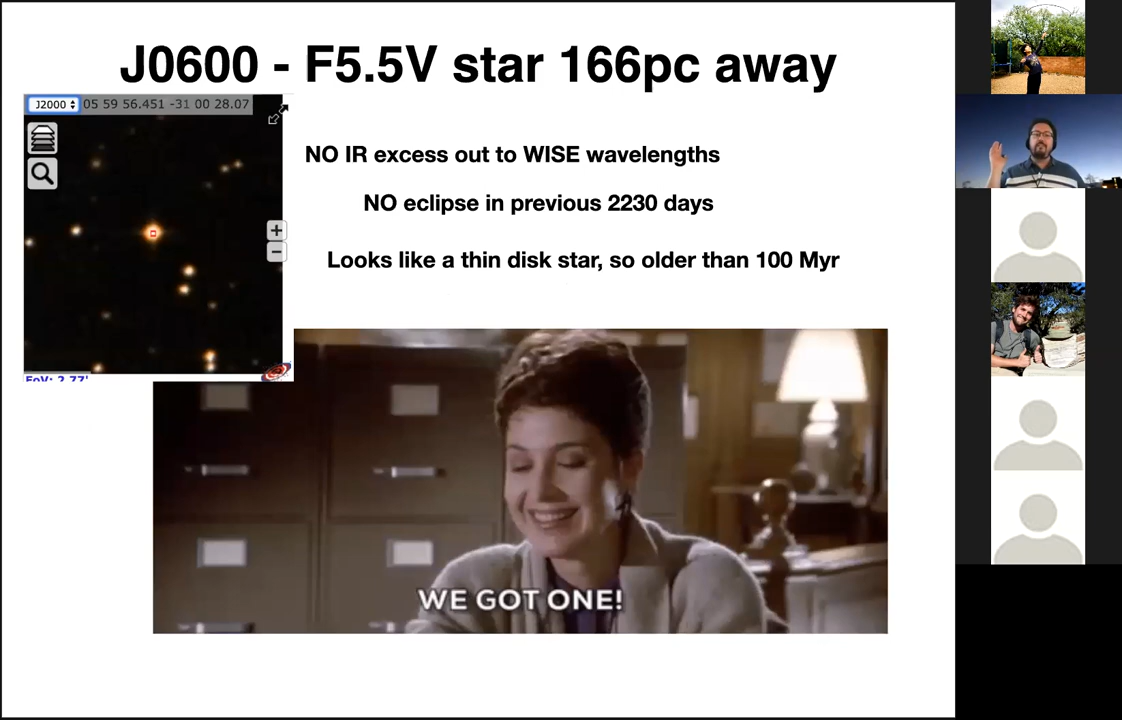 J0600 - F5.5V star 166pc away
J2000 05 59 56.451 -31 00 28.07
NO IR excess out to WISE wavelengths
NO eclipse in previous 2230 days
Looks like a thin disk star, so older than 100 Myr
FoV: 2.77'
WE GOT ONE!